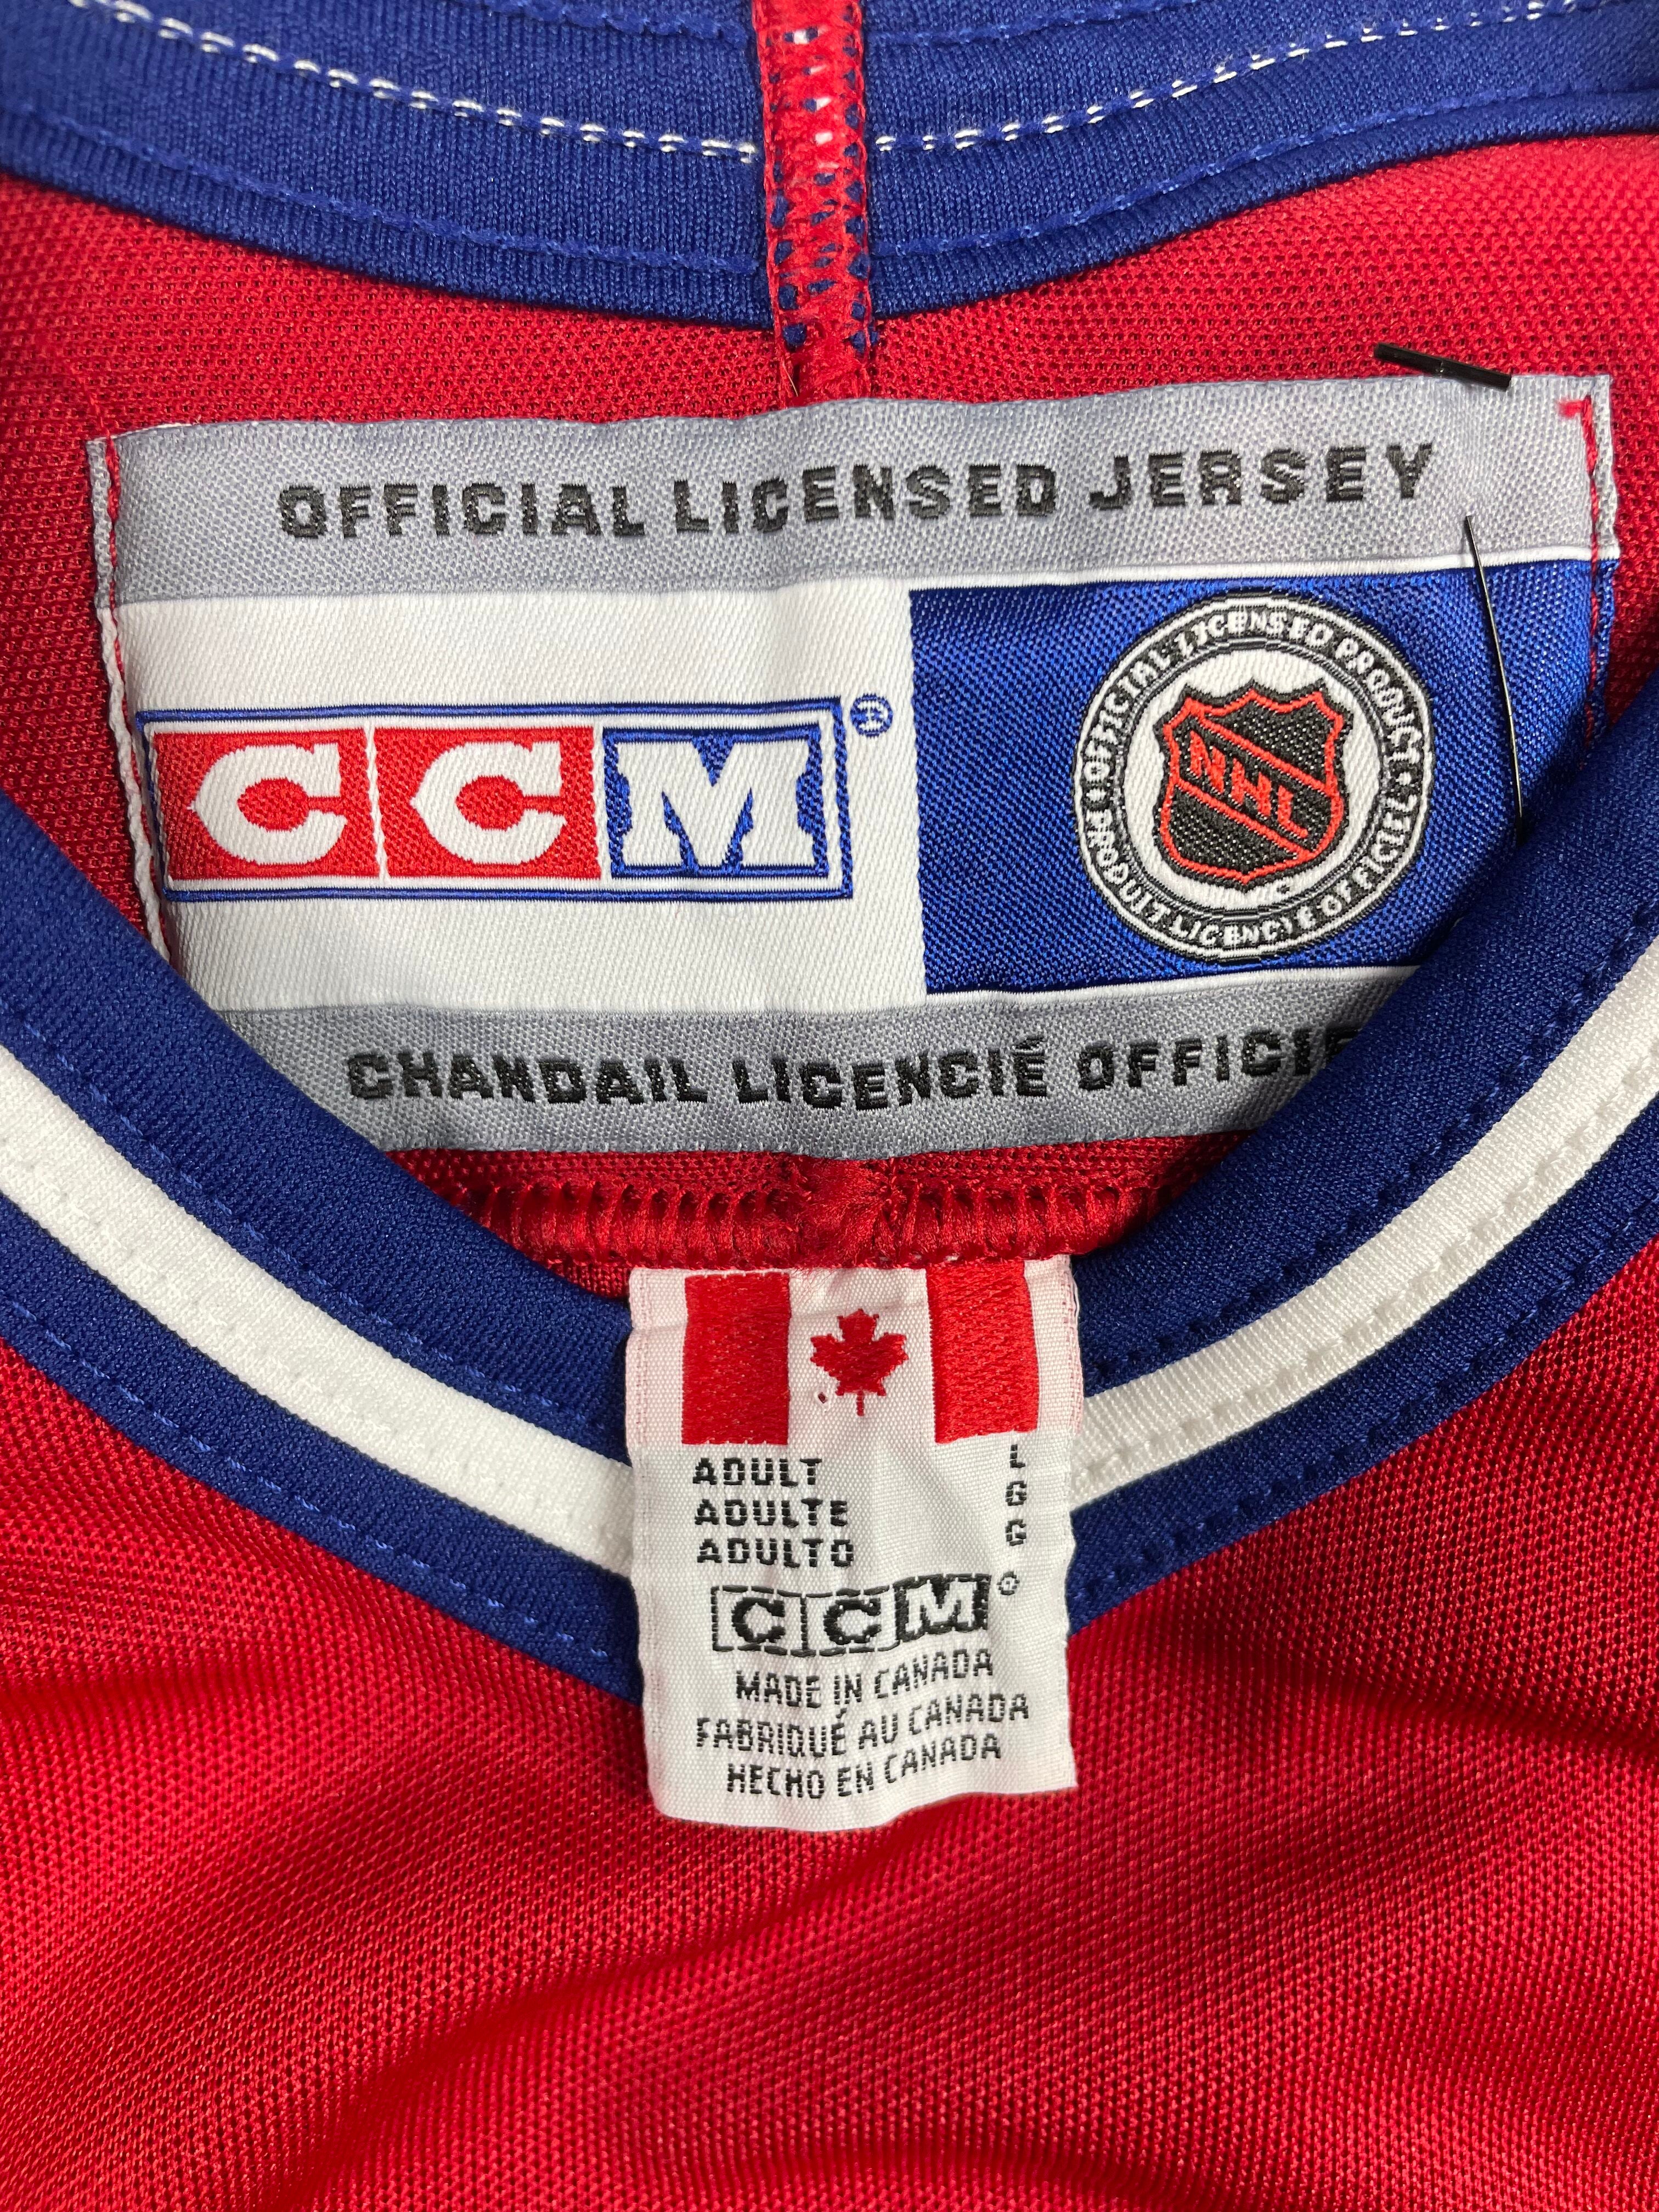 OFFICIAL LICENSED JERSEY
CCM®
OFFICIAL LICENSED PRODUCT
NHL
PRODUIT LICENCIÉ OFFICIEL
CHANDAIL LICENCIÉ OFFICIE
ADULT L
ADULTE G
ADULTO G
CCM®
MADE IN CANADA
FABRIQUÉ AU CANADA
HECHO EN CANADA